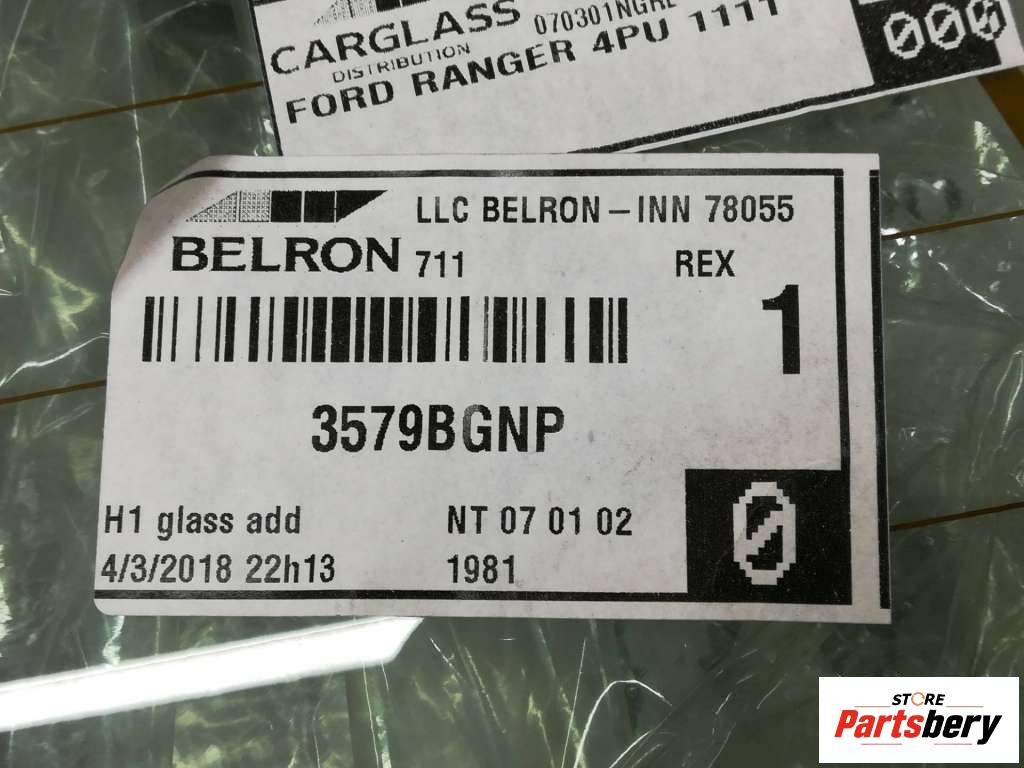 CARGLASS
DISTRIBUTION
FORD RANGER 4PU 1111
000
LLC BELRON – INN 78055
BELRON 711 REX
1
3579BGNP
H1 glass add NT 07 01 02
4/3/2018 22h13 1981
0
STORE
Partsbery